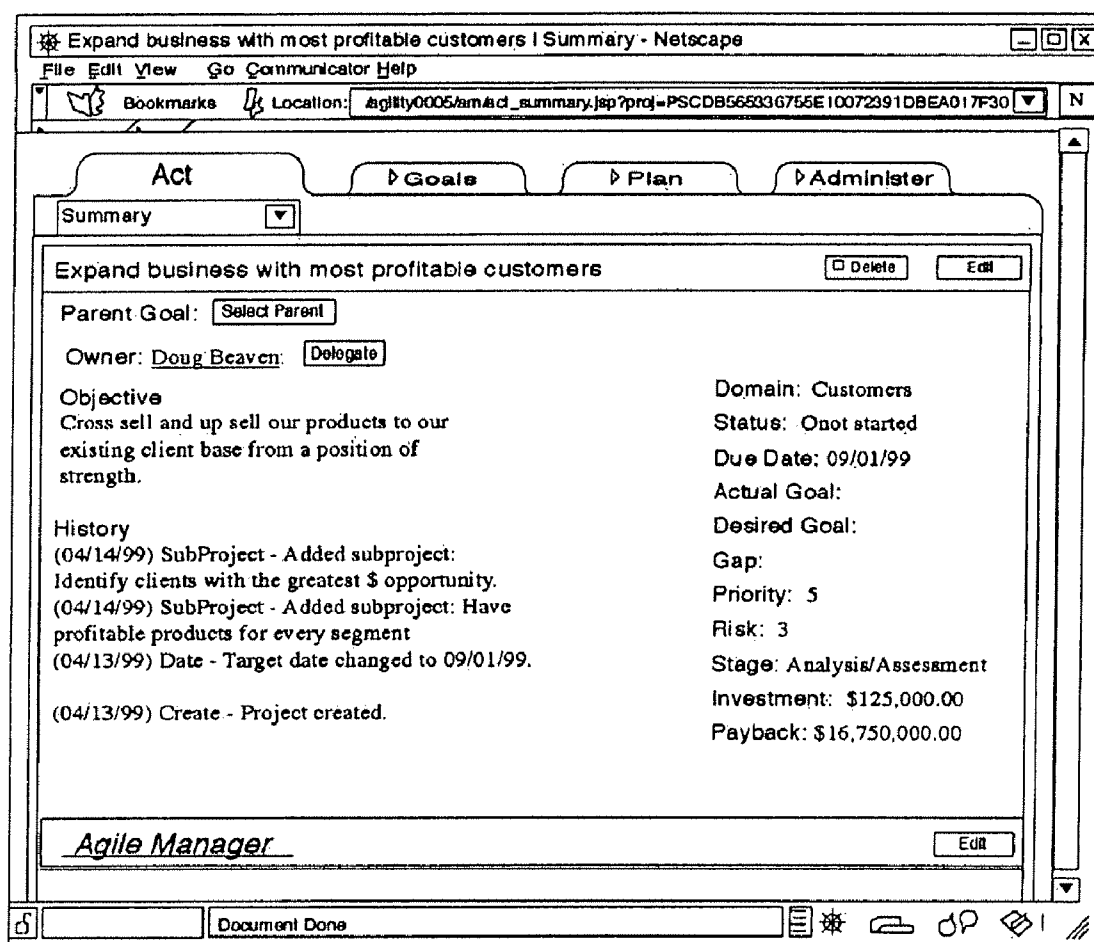 Expand business with most profitable customers | Summary - Netscape
File Edit View Go Communicator Help
Bookmarks Location: /agility0005/am/act_summary.jsp?proj=PSCDB565336755E10072391DBEA017F30 N
Act Goals Plan Administer
Summary
Expand business with most profitable customers Delete Edit
Parent Goal: Select Parent
Owner: Doug Beaven: Delegate
Objective
Cross sell and up sell our products to our
existing client base from a position of
strength.
History
(04/14/99) SubProject - Added subproject:
Identify clients with the greatest $ opportunity.
(04/14/99) SubProject - Added subproject: Have
profitable products for every segment
(04/13/99) Date - Target date changed to 09/01/99.
(04/13/99) Create - Project created.
Domain: Customers
Status: Onot started
Due Date: 09/01/99
Actual Goal:
Desired Goal:
Gap:
Priority: 5
Risk: 3
Stage: Analysis/Assessment
Investment: $125,000.00
Payback: $16,750,000.00
Agile Manager Edit
Document Done